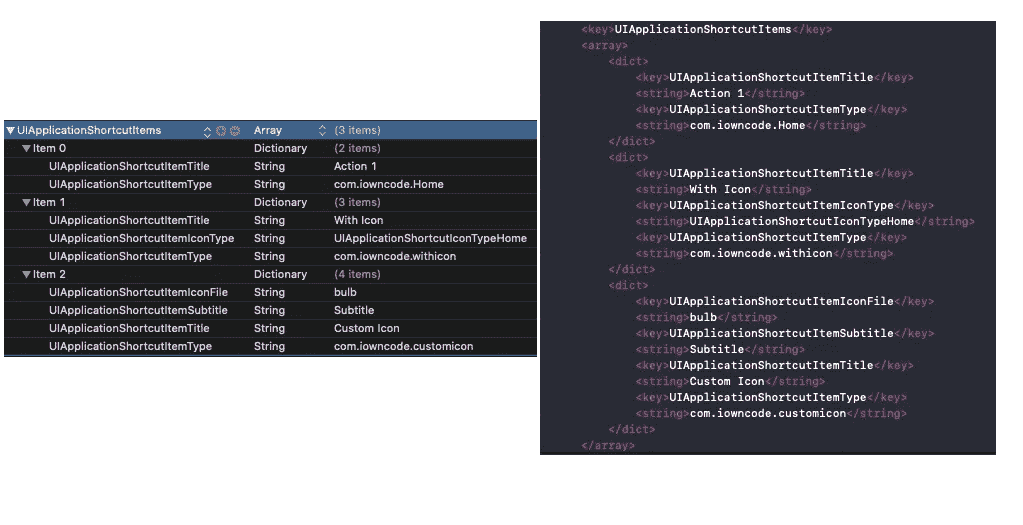 UIApplicationShortcutItems Array (3 items)
Item 0 Dictionary (2 items)
UIApplicationShortcutItemTitle String Action 1
UIApplicationShortcutItemType String com.iowncode.Home
Item 1 Dictionary (3 items)
UIApplicationShortcutItemTitle String With Icon
UIApplicationShortcutItemIconType String UIApplicationShortcutIconTypeHome
UIApplicationShortcutItemType String com.iowncode.withicon
Item 2 Dictionary (4 items)
UIApplicationShortcutItemIconFile String bulb
UIApplicationShortcutItemSubtitle String Subtitle
UIApplicationShortcutItemTitle String Custom Icon
UIApplicationShortcutItemType String com.iowncode.customicon
<key>UIApplicationShortcutItems</key>
<array>
<dict>
<key>UIApplicationShortcutItemTitle</key>
<string>Action 1</string>
<key>UIApplicationShortcutItemType</key>
<string>com.iowncode.Home</string>
</dict>
<dict>
<key>UIApplicationShortcutItemTitle</key>
<string>With Icon</string>
<key>UIApplicationShortcutItemIconType</key>
<string>UIApplicationShortcutIconTypeHome</string>
<key>UIApplicationShortcutItemType</key>
<string>com.iowncode.withicon</string>
</dict>
<dict>
<key>UIApplicationShortcutItemIconFile</key>
<string>bulb</string>
<key>UIApplicationShortcutItemSubtitle</key>
<string>Subtitle</string>
<key>UIApplicationShortcutItemTitle</key>
<string>Custom Icon</string>
<key>UIApplicationShortcutItemType</key>
<string>com.iowncode.customicon</string>
</dict>
</array>